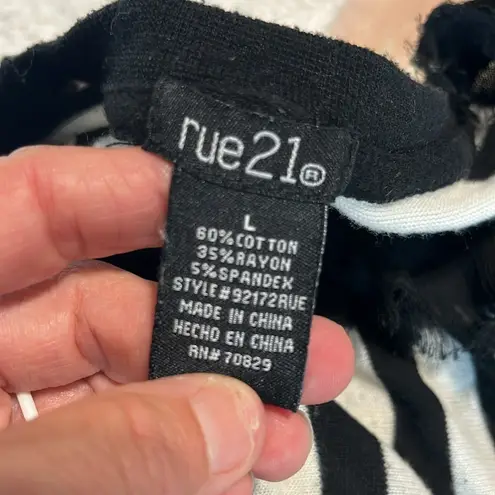 rue21®
L
60%COTTON
35%RAYON
5%SPANDEX
STYLE#92172RUE
MADE IN CHINA
HECHO EN CHINA
RN# 70829